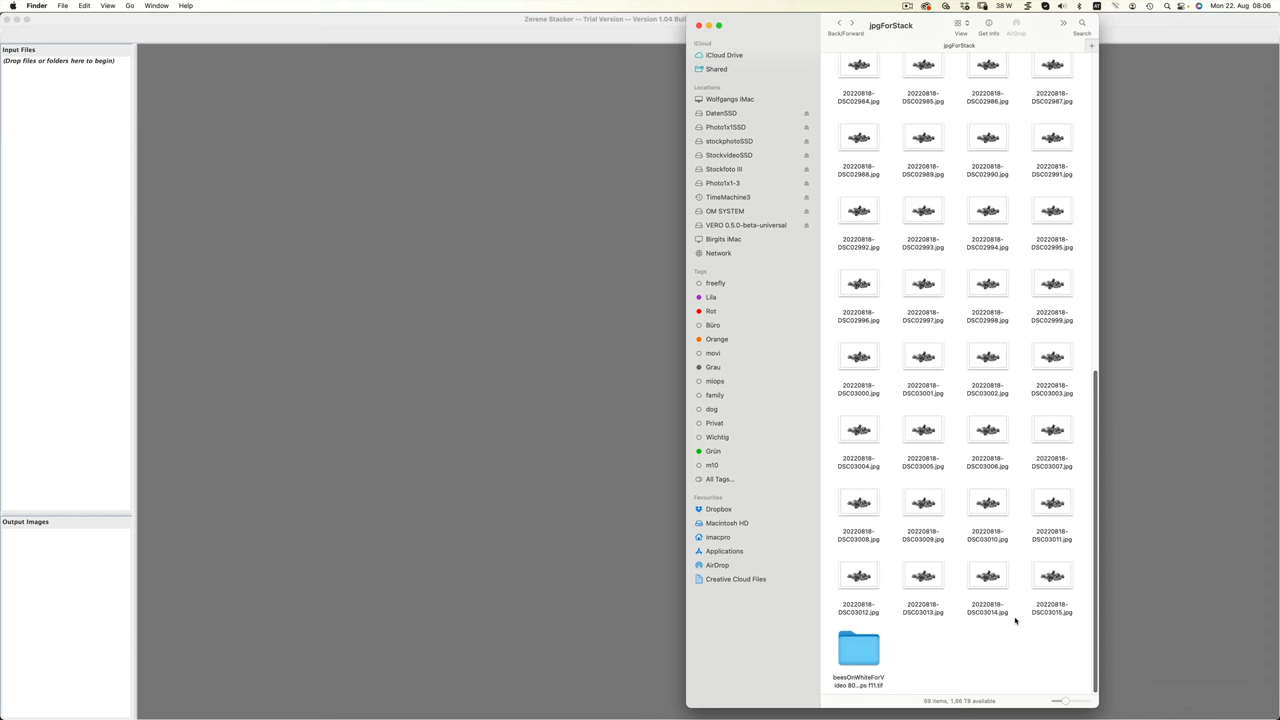 Finder File Edit View Go Window Help 38 W Mon 22. Aug 08:06
Zerene Stacker -- Trial Version -- Version 1.04 Buil
Input Files
(Drop files or folders here to begin)
Output Images
jpgForStack
Back/Forward View Get Info AirDrop Search
jpgForStack
iCloud
iCloud Drive
Shared
Locations
Wolfgangs iMac
DatenSSD
Photo1x1SSD
stockphotoSSD
StockvideoSSD
Stockfoto III
Photo1x1-3
TimeMachine3
OM SYSTEM
VERO 0.5.0-beta-universal
Birgits iMac
Network
Tags
freefly
Lila
Rot
Büro
Orange
movi
Grau
miops
family
dog
Privat
Wichtig
Grün
m10
All Tags...
Favourites
Dropbox
Macintosh HD
imacpro
Applications
AirDrop
Creative Cloud Files
20220818- 20220818- 20220818- 20220818-
DSC02984.jpg DSC02985.jpg DSC02986.jpg DSC02987.jpg
20220818- 20220818- 20220818- 20220818-
DSC02988.jpg DSC02989.jpg DSC02990.jpg DSC02991.jpg
20220818- 20220818- 20220818- 20220818-
DSC02992.jpg DSC02993.jpg DSC02994.jpg DSC02995.jpg
20220818- 20220818- 20220818- 20220818-
DSC02996.jpg DSC02997.jpg DSC02998.jpg DSC02999.jpg
20220818- 20220818- 20220818- 20220818-
DSC03000.jpg DSC03001.jpg DSC03002.jpg DSC03003.jpg
20220818- 20220818- 20220818- 20220818-
DSC03004.jpg DSC03005.jpg DSC03006.jpg DSC03007.jpg
20220818- 20220818- 20220818- 20220818-
DSC03008.jpg DSC03009.jpg DSC03010.jpg DSC03011.jpg
20220818- 20220818- 20220818- 20220818-
DSC03012.jpg DSC03013.jpg DSC03014.jpg DSC03015.jpg
beesOnWhiteForV
ideo 80...ps f11.tif
69 items, 1,66 TB available